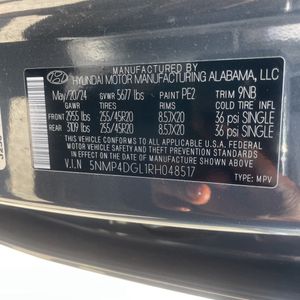 MANUFACTURED BY
HYUNDAI MOTOR MANUFACTURING ALABAMA, LLC
May/20/24 GVWR 5677 lbs PAINT PE2 TRIM 9NB
GAWR TIRES RIMS COLD TIRE INFL
FRONT 2955 lbs 255/45R20 8.5JX20 36 psi SINGLE
REAR 3109 lbs 255/45R20 8.5JX20 36 psi SINGLE
THIS VEHICLE CONFORMS TO ALL APPLICABLE U.S.A. FEDERAL
MOTOR VEHICLE SAFETY AND THEFT PREVENTION STANDARDS
IN EFFECT ON THE DATE OF MANUFACTURE SHOWN ABOVE.
V.I.N 5NMP4DGL1RH048517 TYPE: MPV